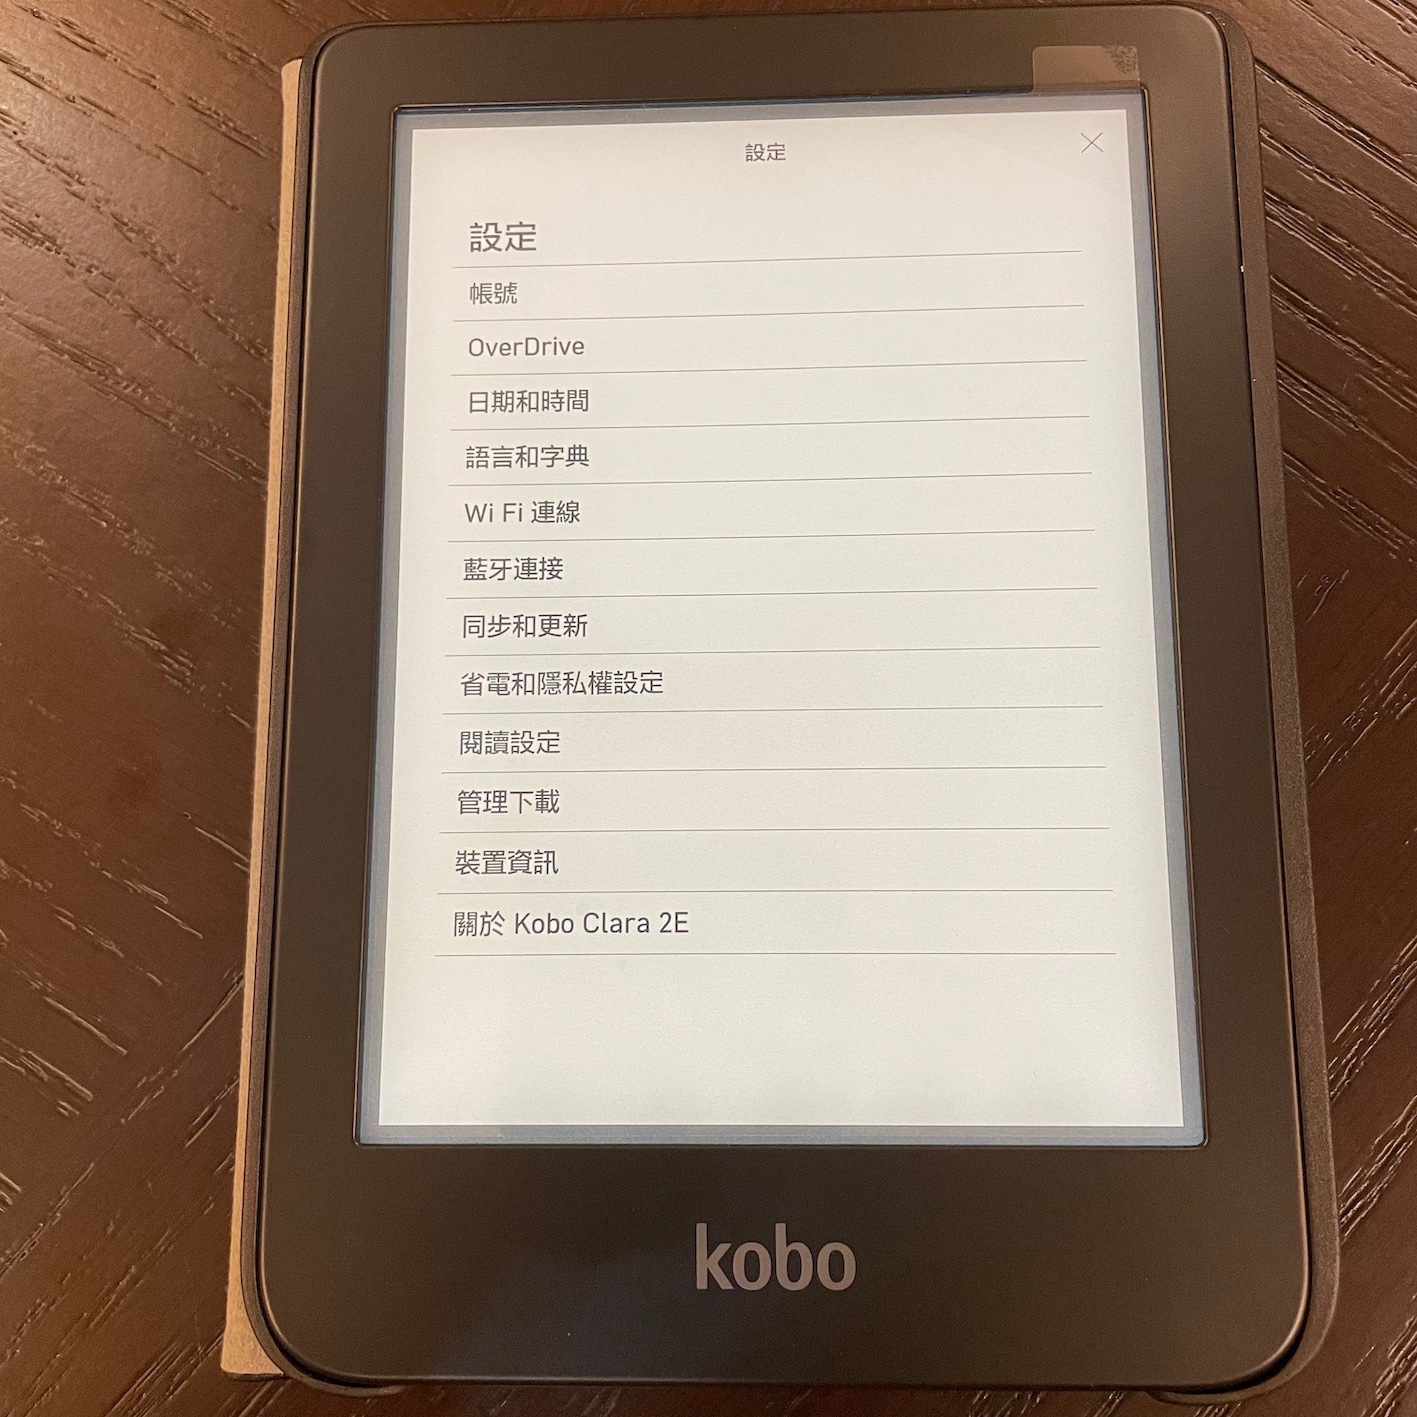 設定
設定
帳號
OverDrive
日期和時間
語言和字典
Wi Fi 連線
藍牙連接
同步和更新
省電和隱私權設定
閱讀設定
管理下載
裝置資訊
關於 Kobo Clara 2E
kobo